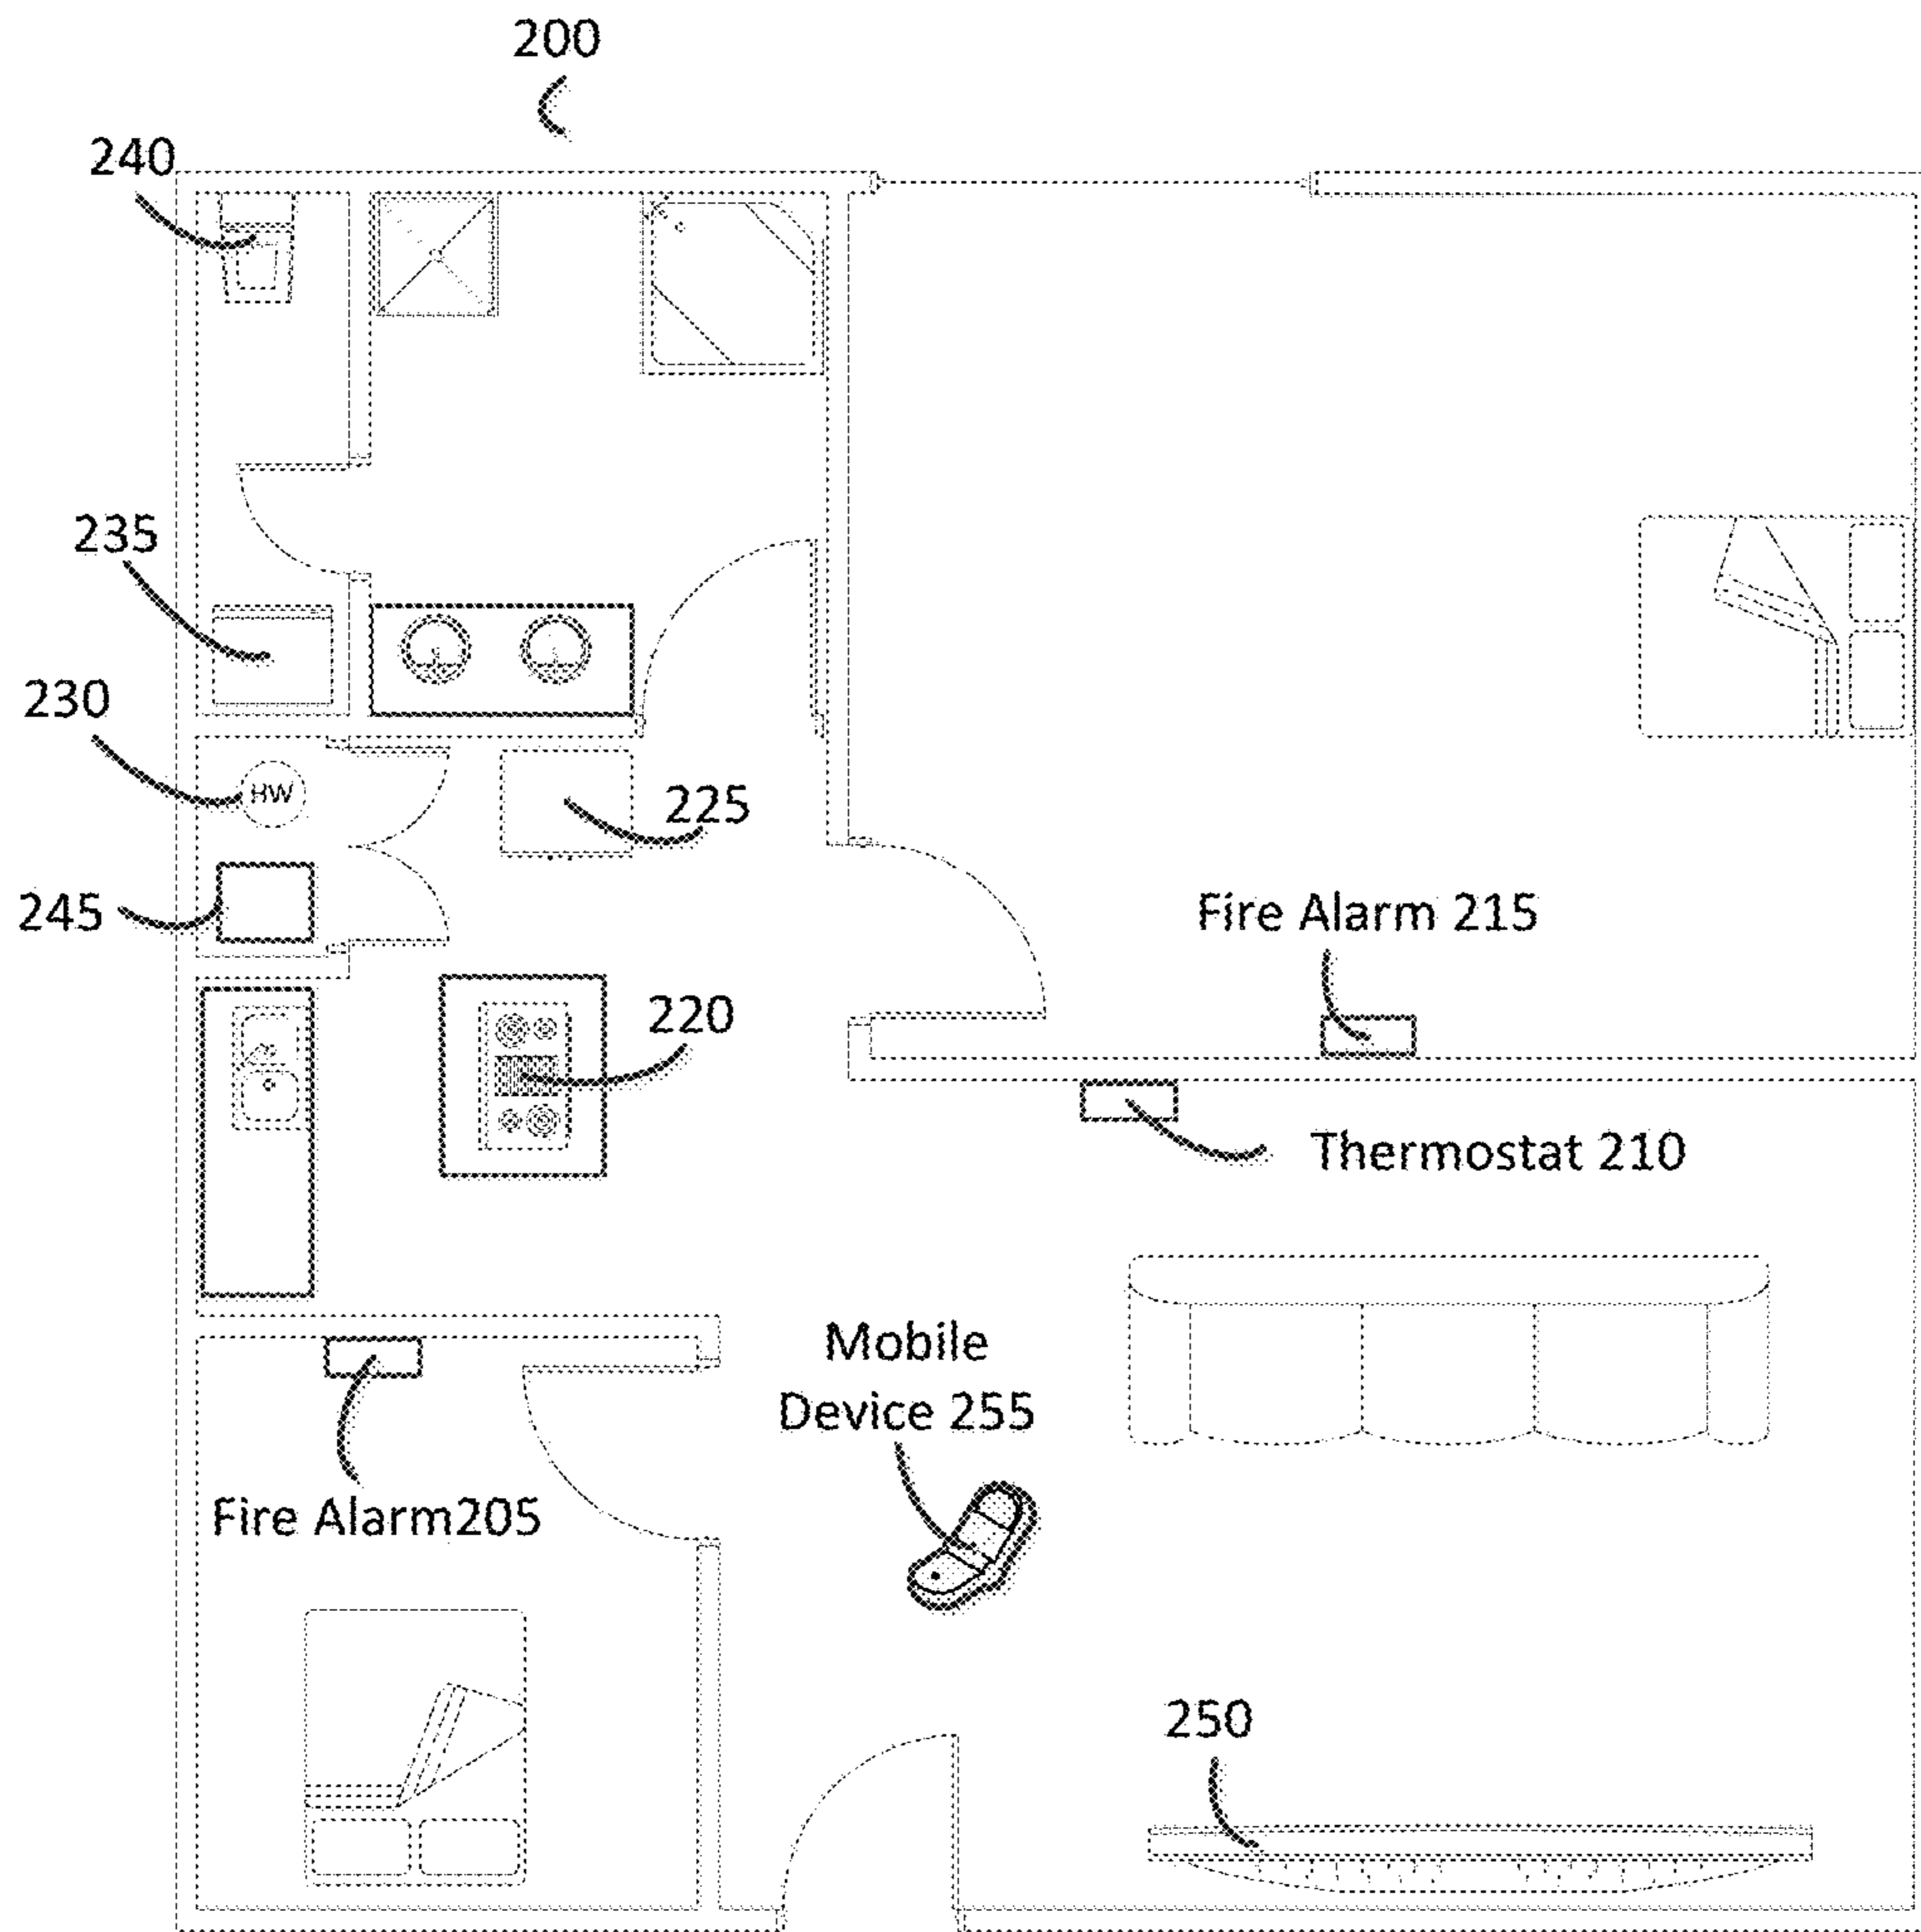 200
240
235
230
HW
225
245
Fire Alarm 215
220
Thermostat 210
Mobile
Device 255
Fire Alarm205
250